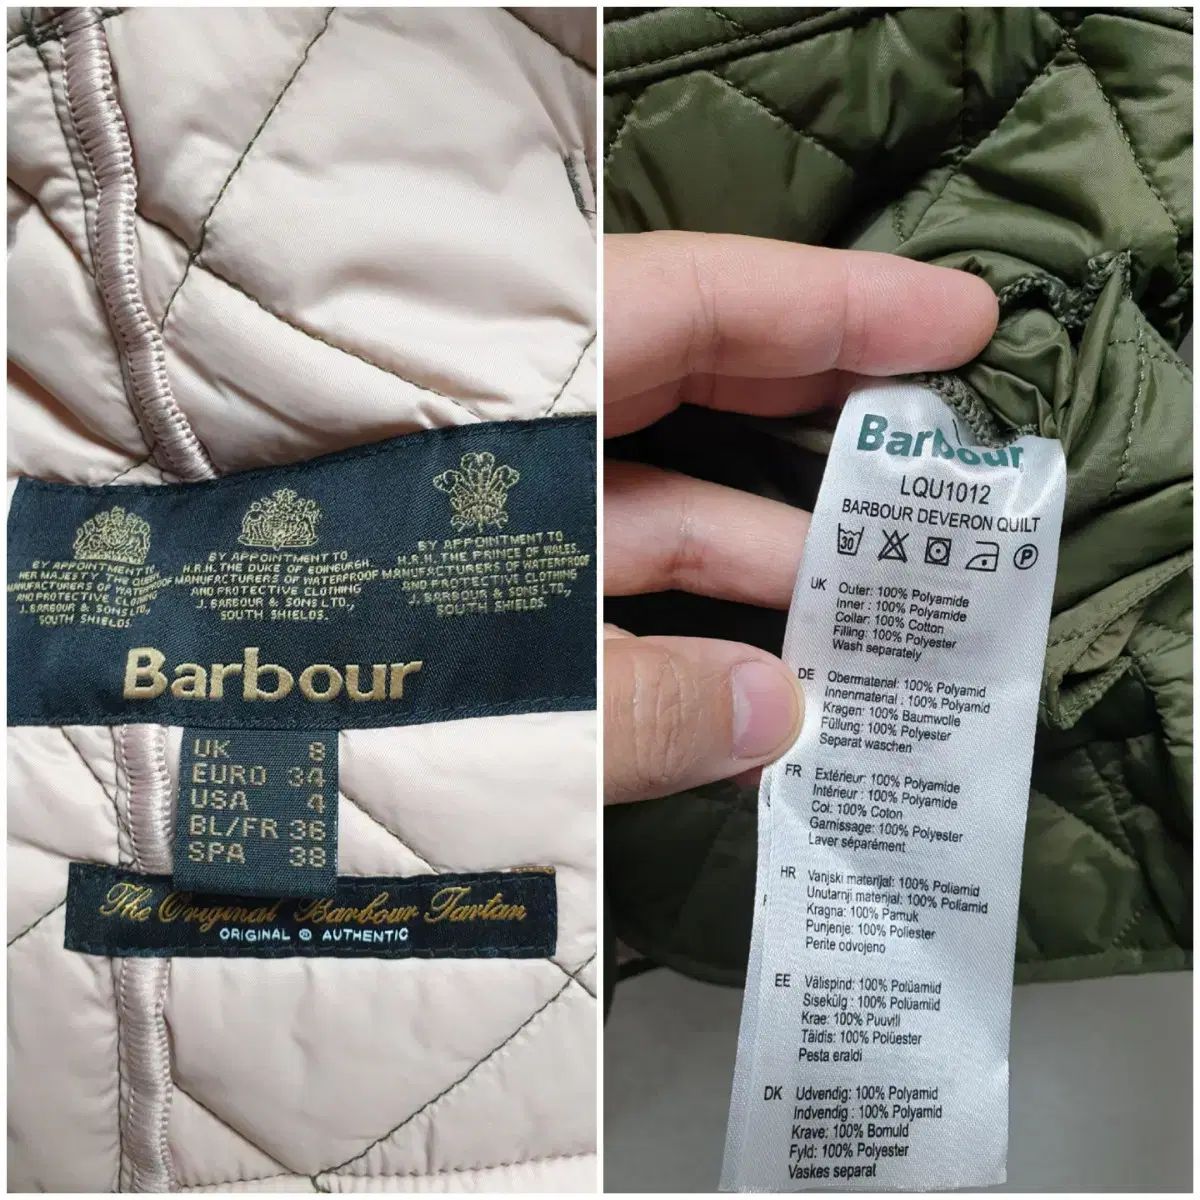 BY APPOINTMENT TO
HER MAJESTY THE QUEEN
MANUFACTURERS OF WATERPROOF
AND PROTECTIVE CLOTHING
J. BARBOUR & SONS LTD.,
SOUTH SHIELDS.
BY APPOINTMENT TO
H.R.H. THE DUKE OF EDINBURGH.
MANUFACTURERS OF WATERPROOF
AND PROTECTIVE CLOTHING
J. BARBOUR & SONS LTD.,
SOUTH SHIELDS.
BY APPOINTMENT TO
H.R.H. THE PRINCE OF WALES.
MANUFACTURERS OF WATERPROOF
AND PROTECTIVE CLOTHING
J. BARBOUR & SONS LTD.,
SOUTH SHIELDS.
Barbour
UK 8
EURO 34
USA 4
BL/FR 36
SPA 38
The Original Barbour Tartan
ORIGINAL AUTHENTIC
Barbour
LQU1012
BARBOUR DEVERON QUILT
30 P
UK Outer: 100% Polyamide
Inner : 100% Polyamide
Collar: 100% Cotton
Filling: 100% Polyester
Wash separately
DE Obermaterial: 100% Polyamid
Innenmaterial : 100% Polyamid
Kragen: 100% Baumwolle
Füllung: 100% Polyester
Separat waschen
FR Extérieur: 100% Polyamide
Intérieur : 100% Polyamide
Col: 100% Coton
Garnissage: 100% Polyester
Laver séparément
HR Vanjski materijal: 100% Poliamid
Unutarnji materijal: 100% Poliamid
Kragna: 100% Pamuk
Punjenje: 100% Poliester
Perite odvojeno
EE Välispind: 100% Polüamiid
Sisekülg : 100% Polüamiid
Krae: 100% Puuvill
Täidis: 100% Polüester
Pesta eraldi
DK Udvendig: 100% Polyamid
Indvendig : 100% Polyamid
Krave: 100% Bomuld
Fyld: 100% Polyester
Vaskes separat